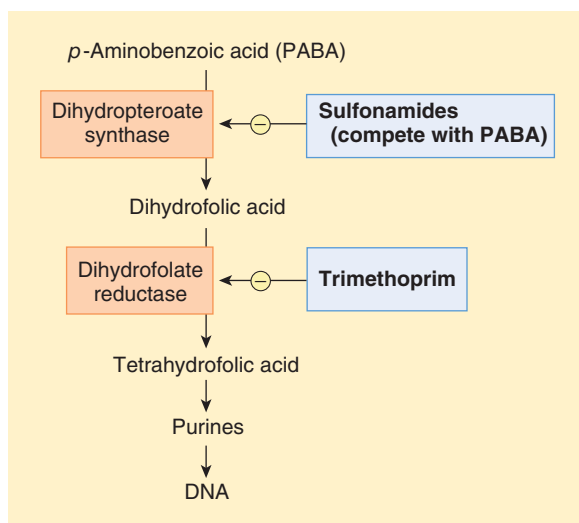 p-Aminobenzoic acid (PABA)
Dihydropteroate
synthase
Sulfonamides
(compete with PABA)
Dihydrofolic acid
Dihydrofolate
reductase
Trimethoprim
Tetrahydrofolic acid
Purines
DNA